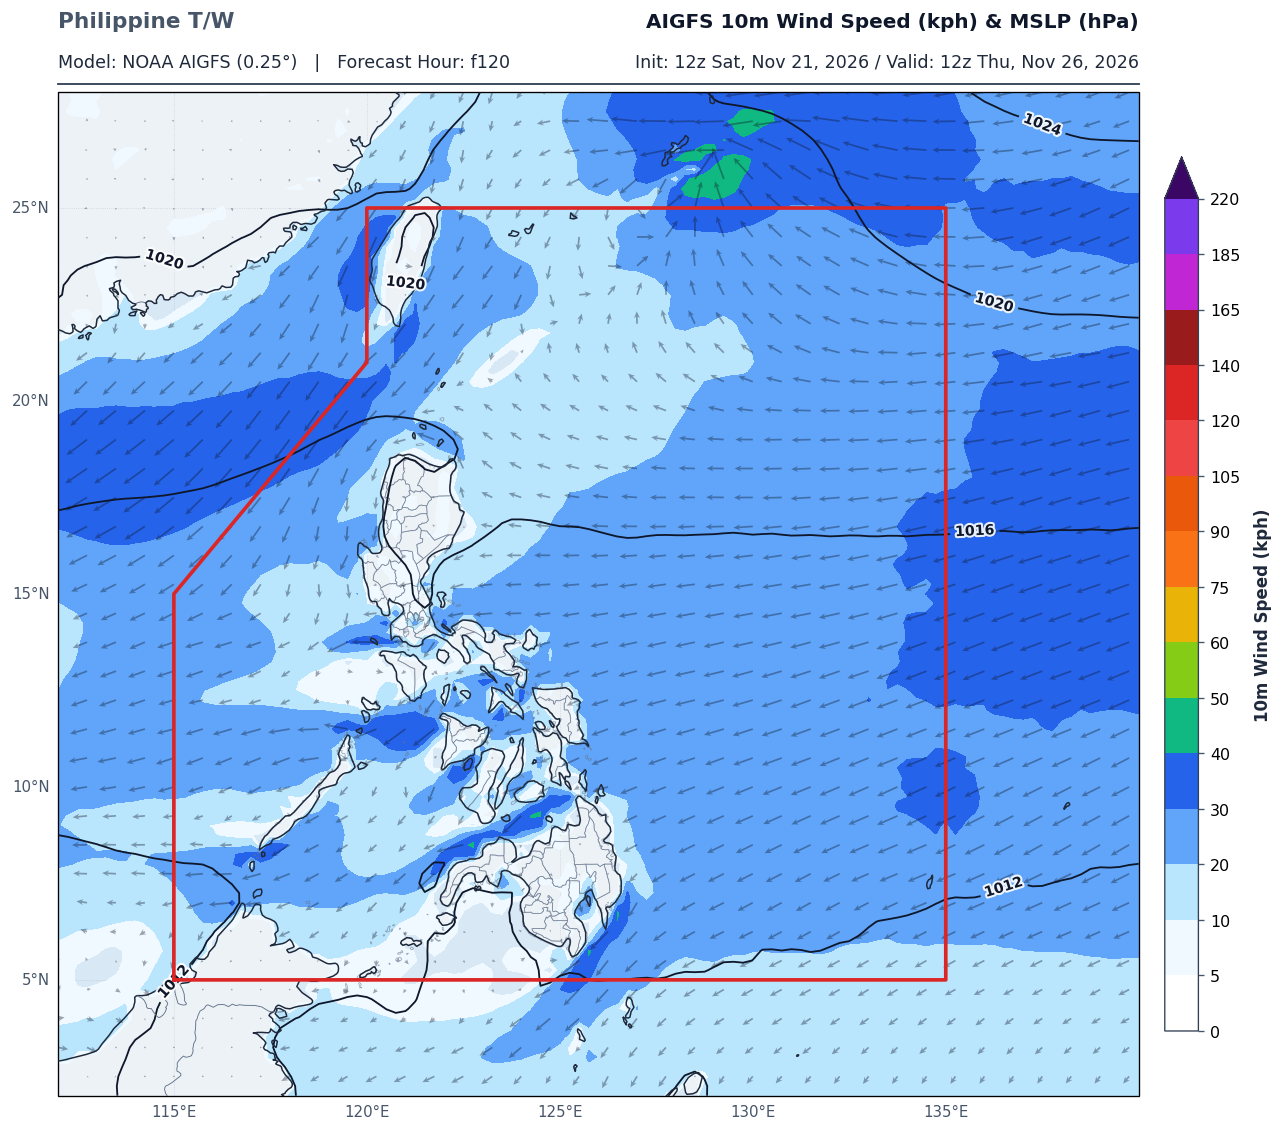 Philippine T/W
AIGFS 10m Wind Speed (kph) & MSLP (hPa)
Model: NOAA AIGFS (0.25°)   |   Forecast Hour: f120
Init: 12z Sat, Nov 21, 2026 / Valid: 12z Thu, Nov 26, 2026
1024
1020
1020
1020
1016
1012
1012
25°N
20°N
15°N
10°N
5°N
115°E
120°E
125°E
130°E
135°E
220
185
165
140
120
105
90
75
60
50
40
30
20
10
5
0
10m Wind Speed (kph)